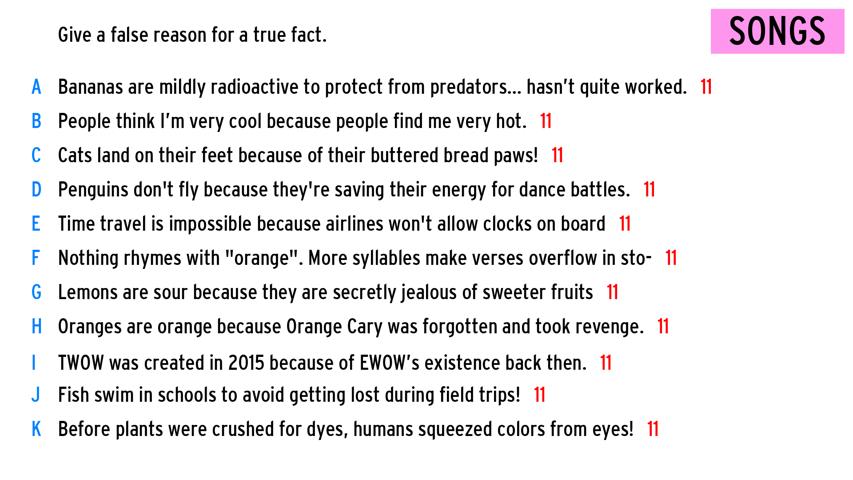 Give a false reason for a true fact.
SONGS
A Bananas are mildly radioactive to protect from predators... hasn't quite worked. 11
B People think I'm very cool because people find me very hot. 11
C Cats land on their feet because of their buttered bread paws! 11
D Penguins don't fly because they're saving their energy for dance battles. 11
E Time travel is impossible because airlines won't allow clocks on board 11
F Nothing rhymes with "orange". More syllables make verses overflow in sto- 11
G Lemons are sour because they are secretly jealous of sweeter fruits 11
H Oranges are orange because Orange Cary was forgotten and took revenge. 11
I TWOW was created in 2015 because of EWOW's existence back then. 11
J Fish swim in schools to avoid getting lost during field trips! 11
K Before plants were crushed for dyes, humans squeezed colors from eyes! 11